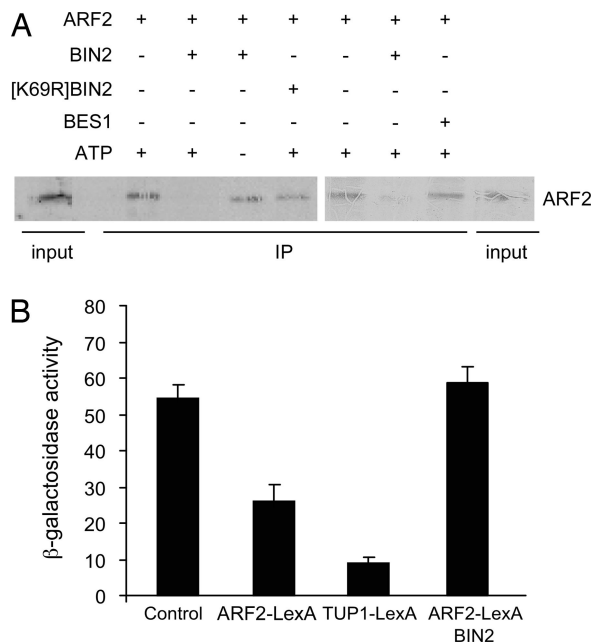 A
ARF2 + + + + + + +
BIN2 - + + - - + -
[K69R]BIN2 - - - + - - -
BES1 - - - - - - +
ATP + + - + + + +
ARF2
input IP input
B
β-galactosidase activity
80
70
60
50
40
30
20
10
0
Control ARF2-LexA TUP1-LexA ARF2-LexA
BIN2